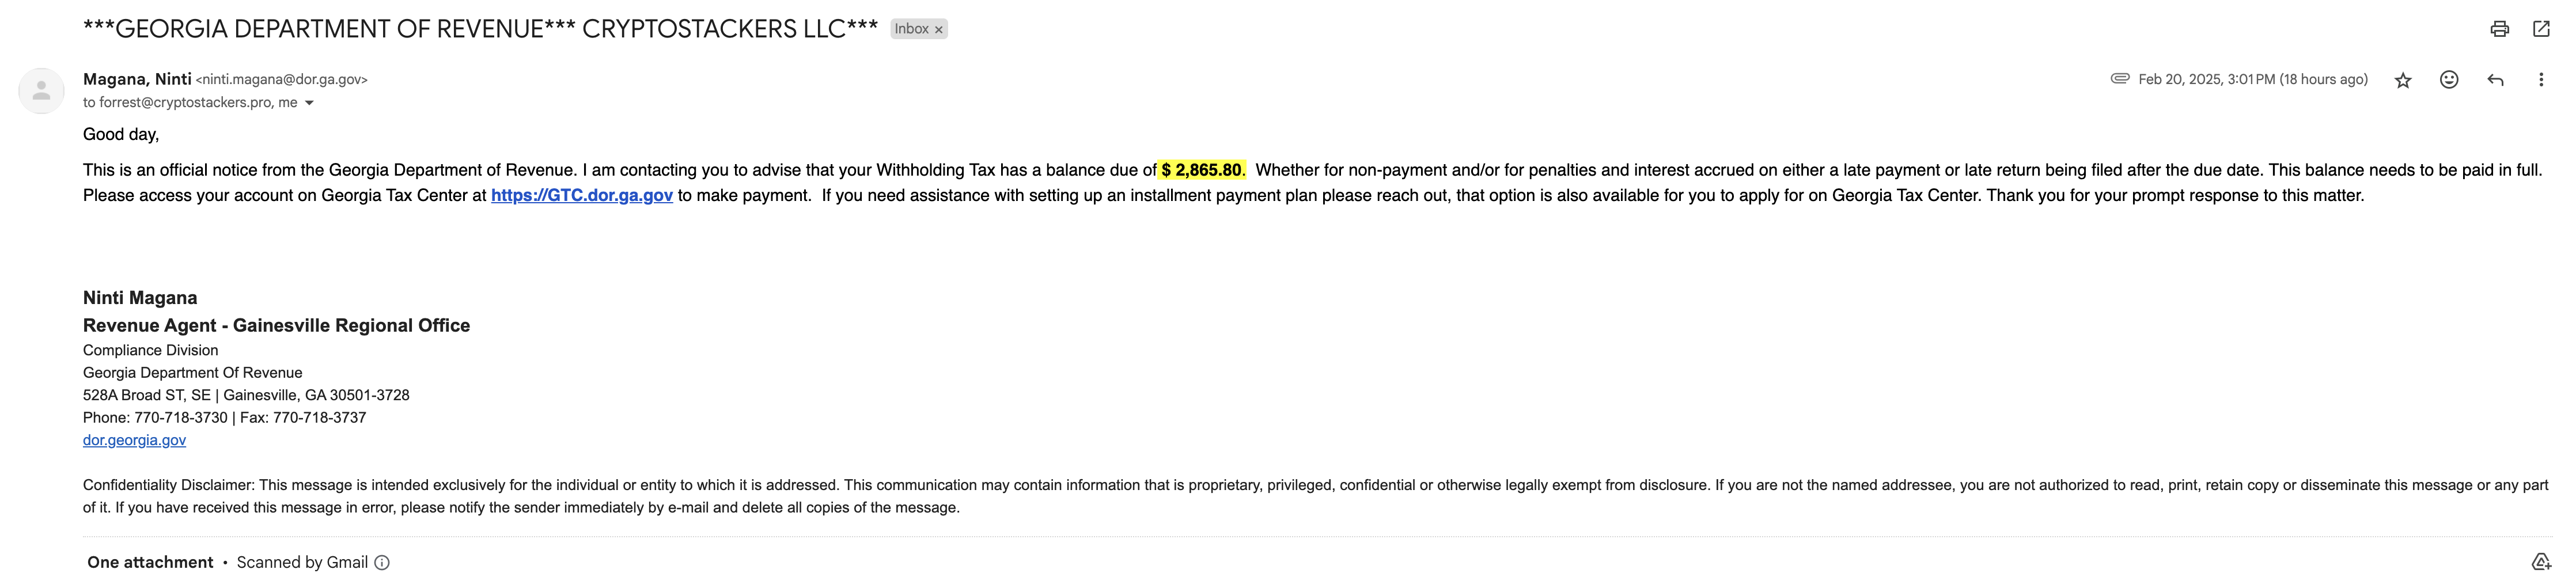 ***GEORGIA DEPARTMENT OF REVENUE*** CRYPTOSTACKERS LLC*** Inbox ×
Magana, Ninti <ninti.magana@dor.ga.gov> Feb 20, 2025, 3:01 PM (18 hours ago)
to forrest@cryptostackers.pro, me
Good day,
This is an official notice from the Georgia Department of Revenue. I am contacting you to advise that your Withholding Tax has a balance due of $ 2,865.80. Whether for non-payment and/or for penalties and interest accrued on either a late payment or late return being filed after the due date. This balance needs to be paid in full.
Please access your account on Georgia Tax Center at https://GTC.dor.ga.gov to make payment. If you need assistance with setting up an installment payment plan please reach out, that option is also available for you to apply for on Georgia Tax Center. Thank you for your prompt response to this matter.
Ninti Magana
Revenue Agent - Gainesville Regional Office
Compliance Division
Georgia Department Of Revenue
528A Broad ST, SE | Gainesville, GA 30501-3728
Phone: 770-718-3730 | Fax: 770-718-3737
dor.georgia.gov
Confidentiality Disclaimer: This message is intended exclusively for the individual or entity to which it is addressed. This communication may contain information that is proprietary, privileged, confidential or otherwise legally exempt from disclosure. If you are not the named addressee, you are not authorized to read, print, retain copy or disseminate this message or any part
of it. If you have received this message in error, please notify the sender immediately by e-mail and delete all copies of the message.
One attachment • Scanned by Gmail